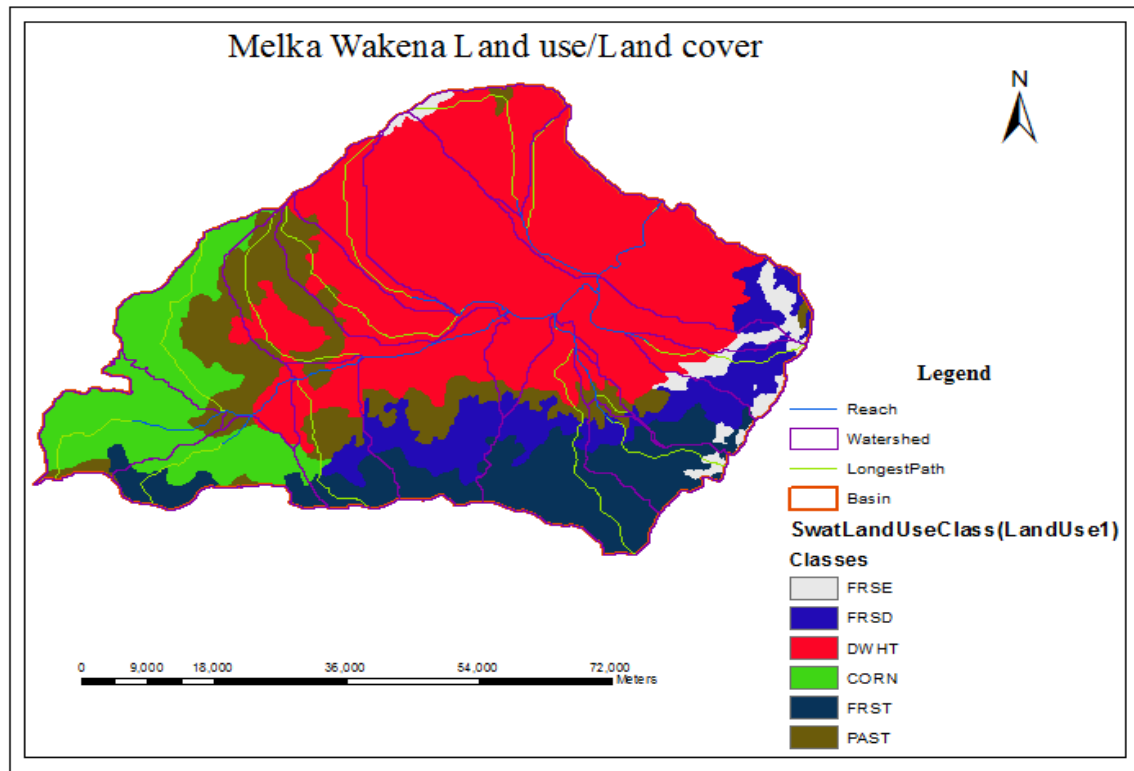 Melka Wakena Land use/Land cover
N
Legend
Reach
Watershed
LongestPath
Basin
SwatLandUseClass(LandUse1)
Classes
FRSE
FRSD
DWHT
CORN
FRST
PAST
0 9,000 18,000 36,000 54,000 72,000
Meters